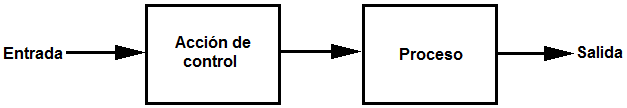 Entrada
Acción de
control
Proceso
Salida